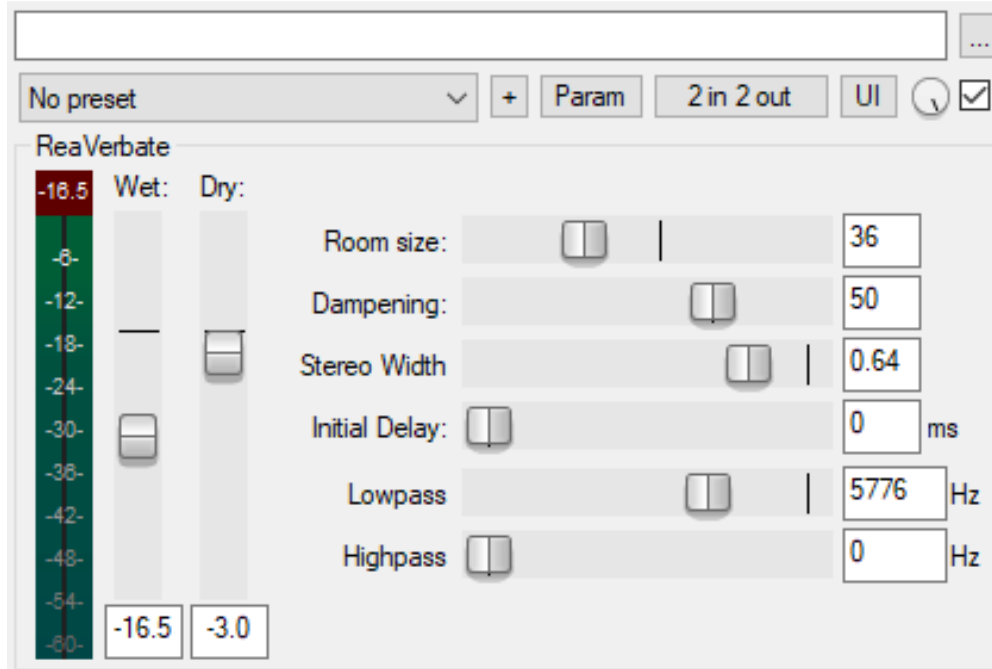 ...
No preset + Param 2 in 2 out UI
ReaVerbate
-16.5 Wet: Dry:
Room size: 36
-6-
-12- Dampening: 50
-18- Stereo Width 0.64
-24-
-30- Initial Delay: 0 ms
-36-
Lowpass 5776 Hz
-42-
-48- Highpass 0 Hz
-54-
-16.5 -3.0
-60-